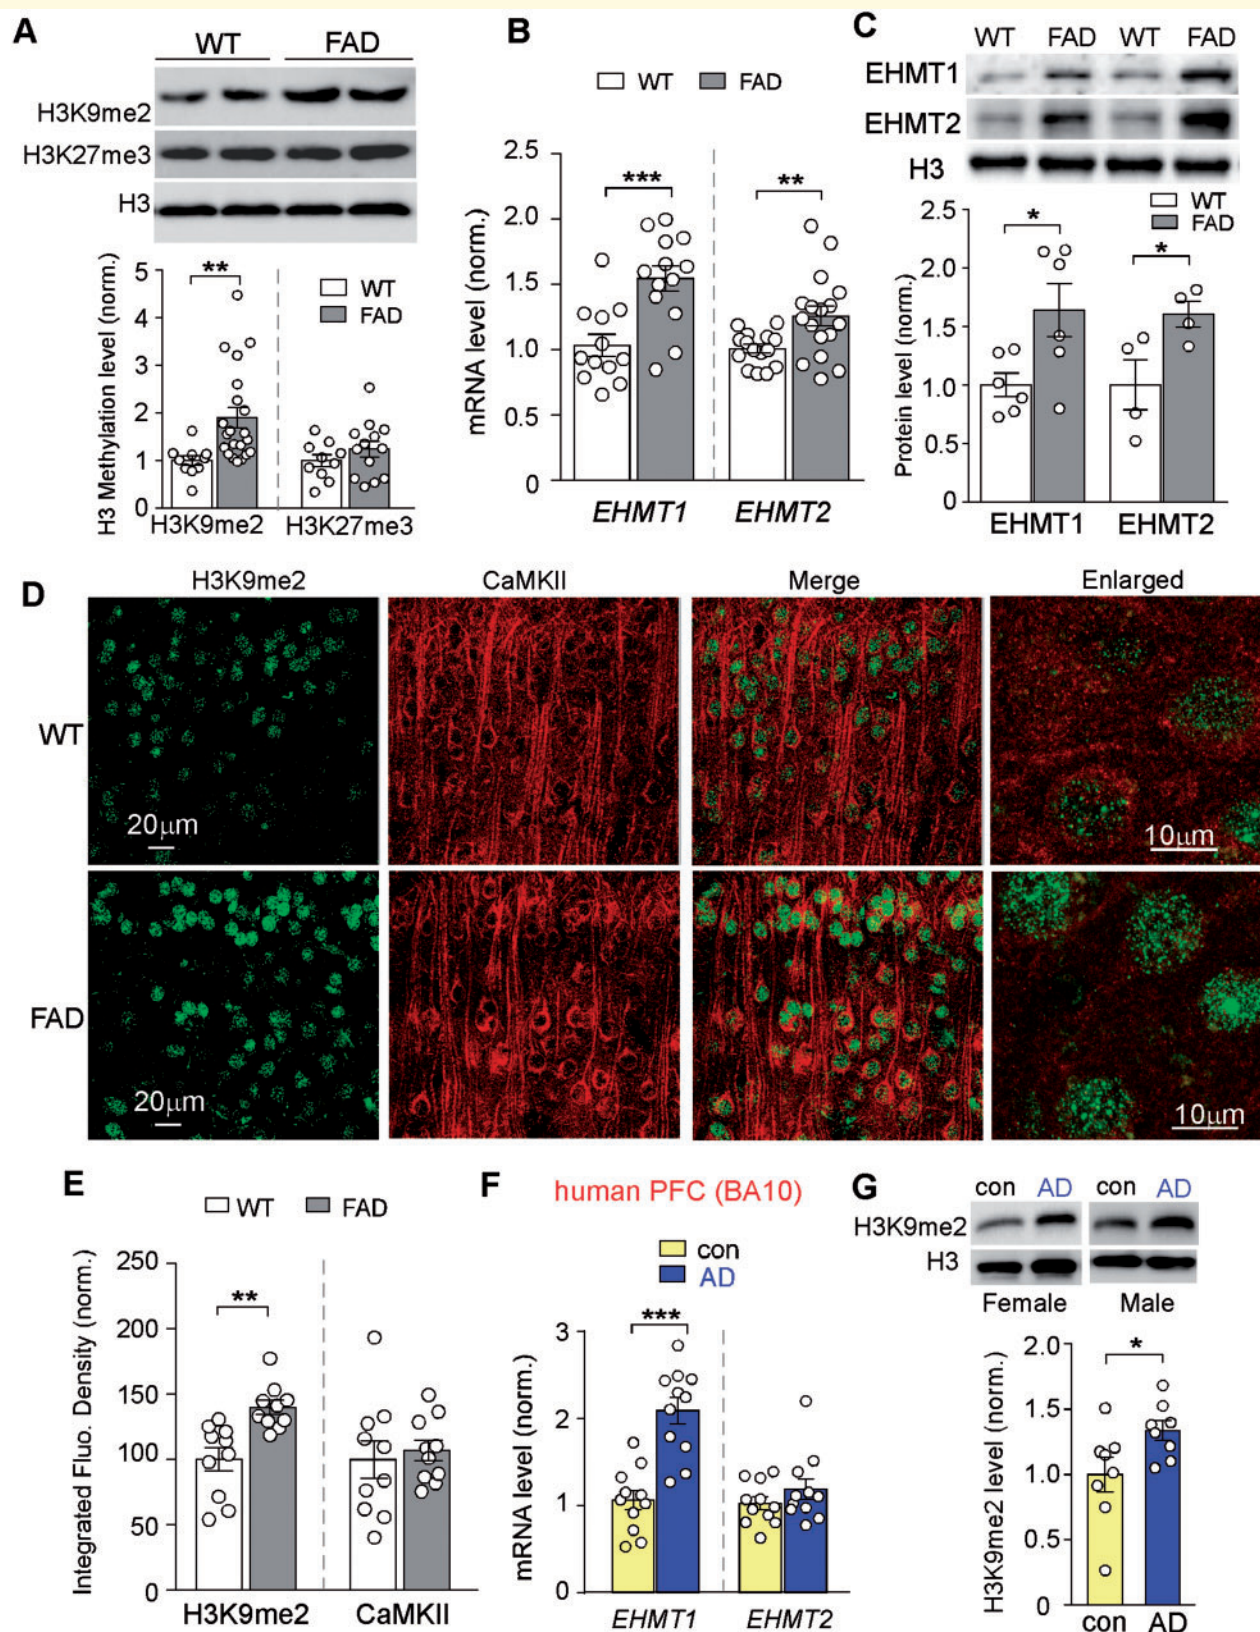 A
WT FAD
H3K9me2
H3K27me3
H3
H3 Methylation level (norm.)
5
4
3
2
1
0
**
WT
FAD
H3K9me2 H3K27me3
B
WT FAD
mRNA level (norm.)
2.5
2.0
1.5
1.0
0.5
0
*** **
EHMT1 EHMT2
C
WT FAD WT FAD
EHMT1
EHMT2
H3
WT
FAD
Protein level (norm.)
2.5
2.0
1.5
1.0
0.5
0
* *
EHMT1 EHMT2
D
H3K9me2 CaMKII Merge Enlarged
WT
20μm
10μm
FAD
20μm
10μm
E
WT FAD
Integrated Fluo. Density (norm.)
250
200
150
100
50
0
**
H3K9me2 CaMKII
F
human PFC (BA10)
con
AD
mRNA level (norm.)
3
2
1
0
***
EHMT1 EHMT2
G
con AD con AD
H3K9me2
H3
Female Male
H3K9me2 level (norm.)
2.0
1.5
1.0
0.5
0
*
con AD